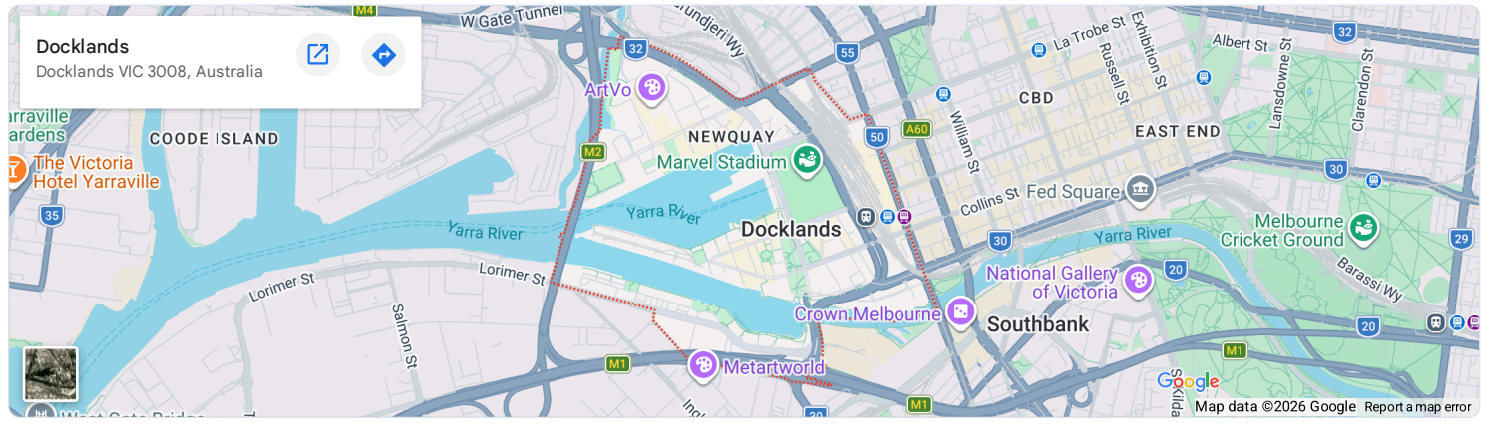 M4
W Gate Tunnel
Docklands
Docklands VIC 3008, Australia
32
55
La Trobe St
Exhibition St
Albert St
32
ArtVo
Russell St
Lansdowne St
Clarendon St
CBD
COODE ISLAND
NEWQUAY
50
A60
EAST END
M2
Marvel Stadium
William St
The Victoria
Hotel Yarraville
30
Fed Square
Collins St
35
Yarra River
Yarra River
Docklands
Yarra River
Melbourne
Cricket Ground
30
29
Lorimer St
Lorimer St
National Gallery
of Victoria
20
Barassi Wy
Salmon St
Crown Melbourne
Southbank
20
M1
Metartworld
M1
Google
M1
Map data ©2026 Google
Report a map error